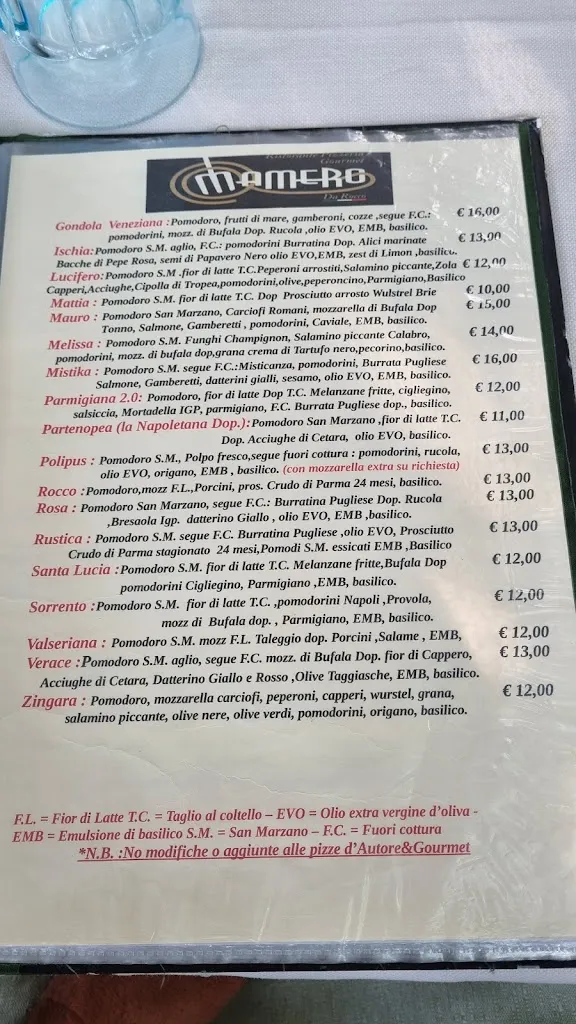 Ristorante Pizzeria
Gourmet
MAMERG
Da Rocco
Gondola Veneziana :Pomodoro, frutti di mare, gamberoni, cozze ,segue F.C.: € 16,00
pomodorini, mozz. di Bufala Dop. Rucola ,olio EVO, EMB, basilico.
Ischia:Pomodoro S.M. aglio, F.C.: pomodorini Burratina Dop. Alici marinate € 13,00
Bacche di Pepe Rosa, semi di Papavero Nero olio EVO,EMB, zest di Limon ,basilico.
Lucifero:Pomodoro S.M .fior di latte T.C.Peperoni arrostiti,Salamino piccante,Zola € 12,00
Capperi,Acciughe,Cipolla di Tropea,pomodorini,olive,peperoncino,Parmigiano,Basilico
Mattia : Pomodoro S.M. fior di latte T.C. Dop Prosciutto arrosto Wulstrel Brie € 10,00
Mauro : Pomodoro San Marzano, Carciofi Romani, mozzarella di Bufala Dop € 15,00
Tonno, Salmone, Gamberetti , pomodorini, Caviale, EMB, basilico.
Melissa : Pomodoro S.M. Funghi Champignon, Salamino piccante Calabro, € 14,00
pomodorini, mozz. di bufala dop,grana crema di Tartufo nero,pecorino,basilico.
Mistika : Pomodoro S.M. segue F.C.:Misticanza, pomodorini, Burrata Pugliese € 16,00
Salmone, Gamberetti, datterini gialli, sesamo, olio EVO, EMB, basilico.
Parmigiana 2.0: Pomodoro, fior di latte Dop T.C. Melanzane fritte, cigliegino, € 12,00
salsiccia, Mortadella IGP, parmigiano, F.C. Burrata Pugliese dop., basilico.
Partenopea (la Napoletana Dop.):Pomodoro San Marzano ,fior di latte T.C. € 11,00
Dop. Acciughe di Cetara, olio EVO, basilico.
Polipus : Pomodoro S.M., Polpo fresco,segue fuori cottura : pomodorini, rucola, € 13,00
olio EVO, origano, EMB , basilico. (con mozzarella extra su richiesta)
Rocco :Pomodoro,mozz F.L.,Porcini, pros. Crudo di Parma 24 mesi, basilico. € 13,00
Rosa : Pomodoro San Marzano, segue F.C.: Burratina Pugliese Dop. Rucola € 13,00
,Bresaola Igp. datterino Giallo , olio EVO, EMB ,basilico.
Rustica : Pomodoro S.M. segue F.C. Burratina Pugliese ,olio EVO, Prosciutto € 13,00
Crudo di Parma stagionato 24 mesi,Pomodi S.M. essicati EMB ,Basilico
Santa Lucia :Pomodoro S.M. fior di latte T.C. Melanzane fritte,Bufala Dop € 12,00
pomodorini Cigliegino, Parmigiano ,EMB, basilico.
Sorrento :Pomodoro S.M. fior di latte T.C. ,pomodorini Napoli ,Provola, € 12,00
mozz di Bufala dop. , Parmigiano, EMB, basilico.
Valseriana : Pomodoro S.M. mozz F.L. Taleggio dop. Porcini ,Salame , EMB, € 12,00
Verace :Pomodoro S.M. aglio, segue F.C. mozz. di Bufala Dop. fior di Cappero, € 13,00
Acciughe di Cetara, Datterino Giallo e Rosso ,Olive Taggiasche, EMB, basilico.
Zingara : Pomodoro, mozzarella carciofi, peperoni, capperi, wurstel, grana, € 12,00
salamino piccante, olive nere, olive verdi, pomodorini, origano, basilico.
F.L. = Fior di Latte T.C. = Taglio al coltello – EVO = Olio extra vergine d'oliva -
EMB = Emulsione di basilico S.M. = San Marzano – F.C. = Fuori cottura
*N.B. :No modifiche o aggiunte alle pizze d'Autore&Gourmet